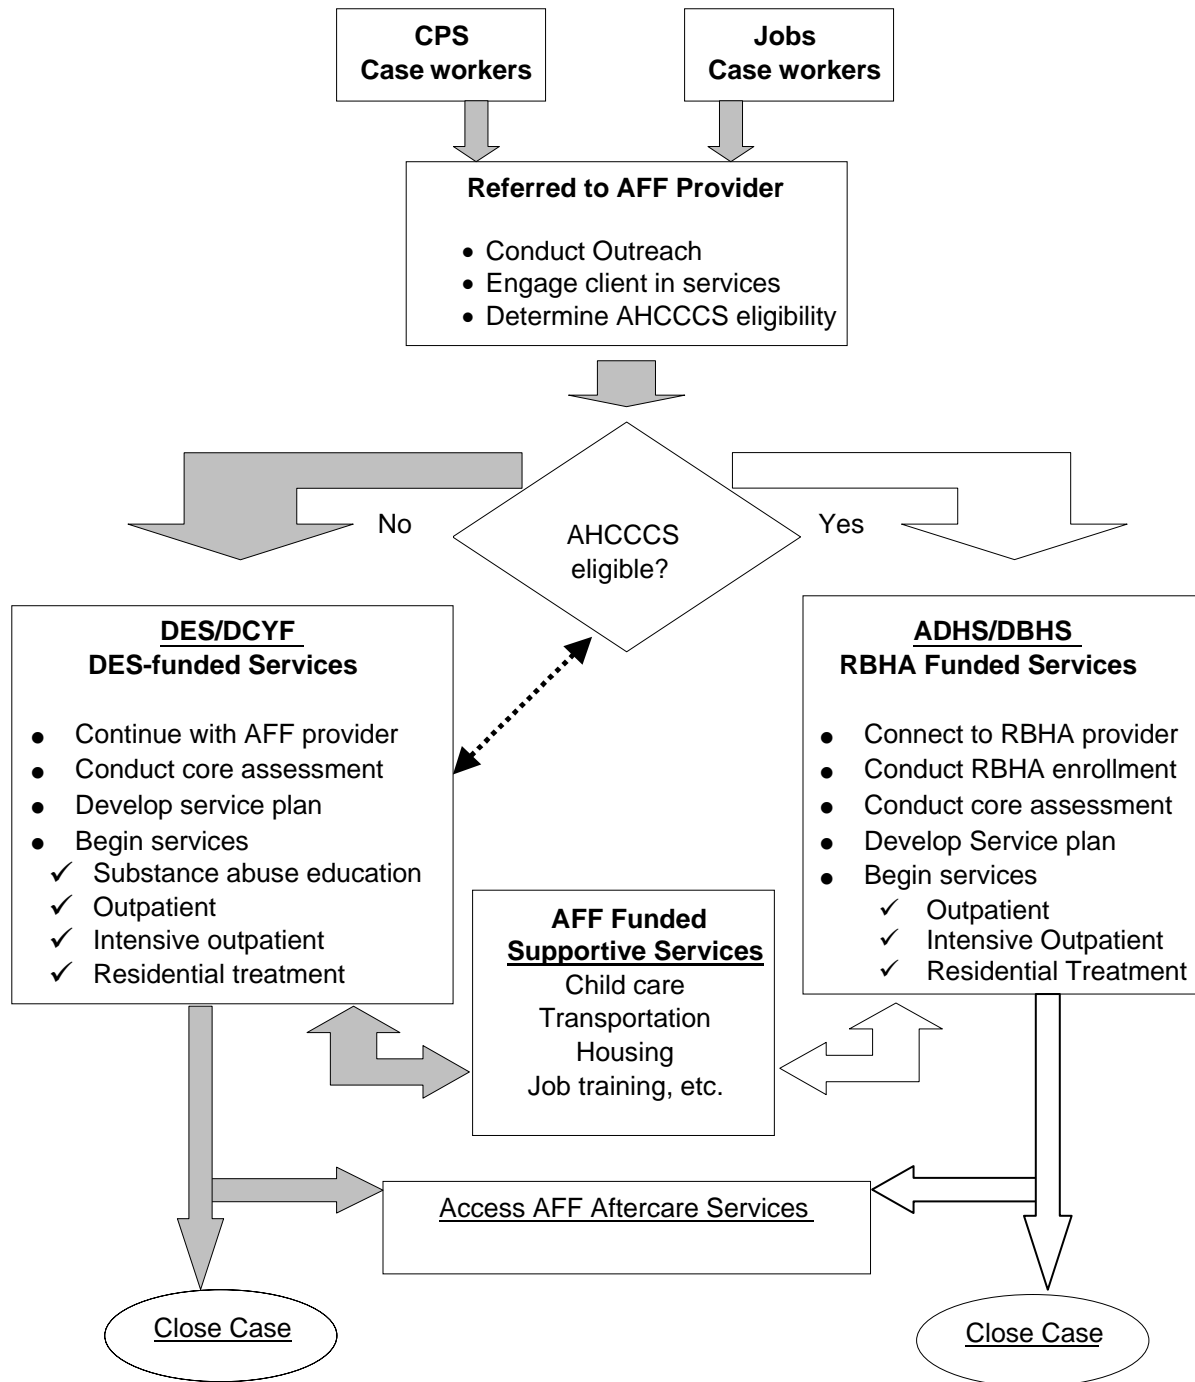 CPS
Case workers
Jobs
Case workers
Referred to AFF Provider
• Conduct Outreach
• Engage client in services
• Determine AHCCCS eligibility
No
AHCCCS
eligible?
Yes
DES/DCYF
DES-funded Services
● Continue with AFF provider
● Conduct core assessment
● Develop service plan
● Begin services
✓ Substance abuse education
✓ Outpatient
✓ Intensive outpatient
✓ Residential treatment
ADHS/DBHS
RBHA Funded Services
● Connect to RBHA provider
● Conduct RBHA enrollment
● Conduct core assessment
● Develop Service plan
● Begin services
✓ Outpatient
✓ Intensive Outpatient
✓ Residential Treatment
AFF Funded
Supportive Services
Child care
Transportation
Housing
Job training, etc.
Access AFF Aftercare Services
Close Case
Close Case